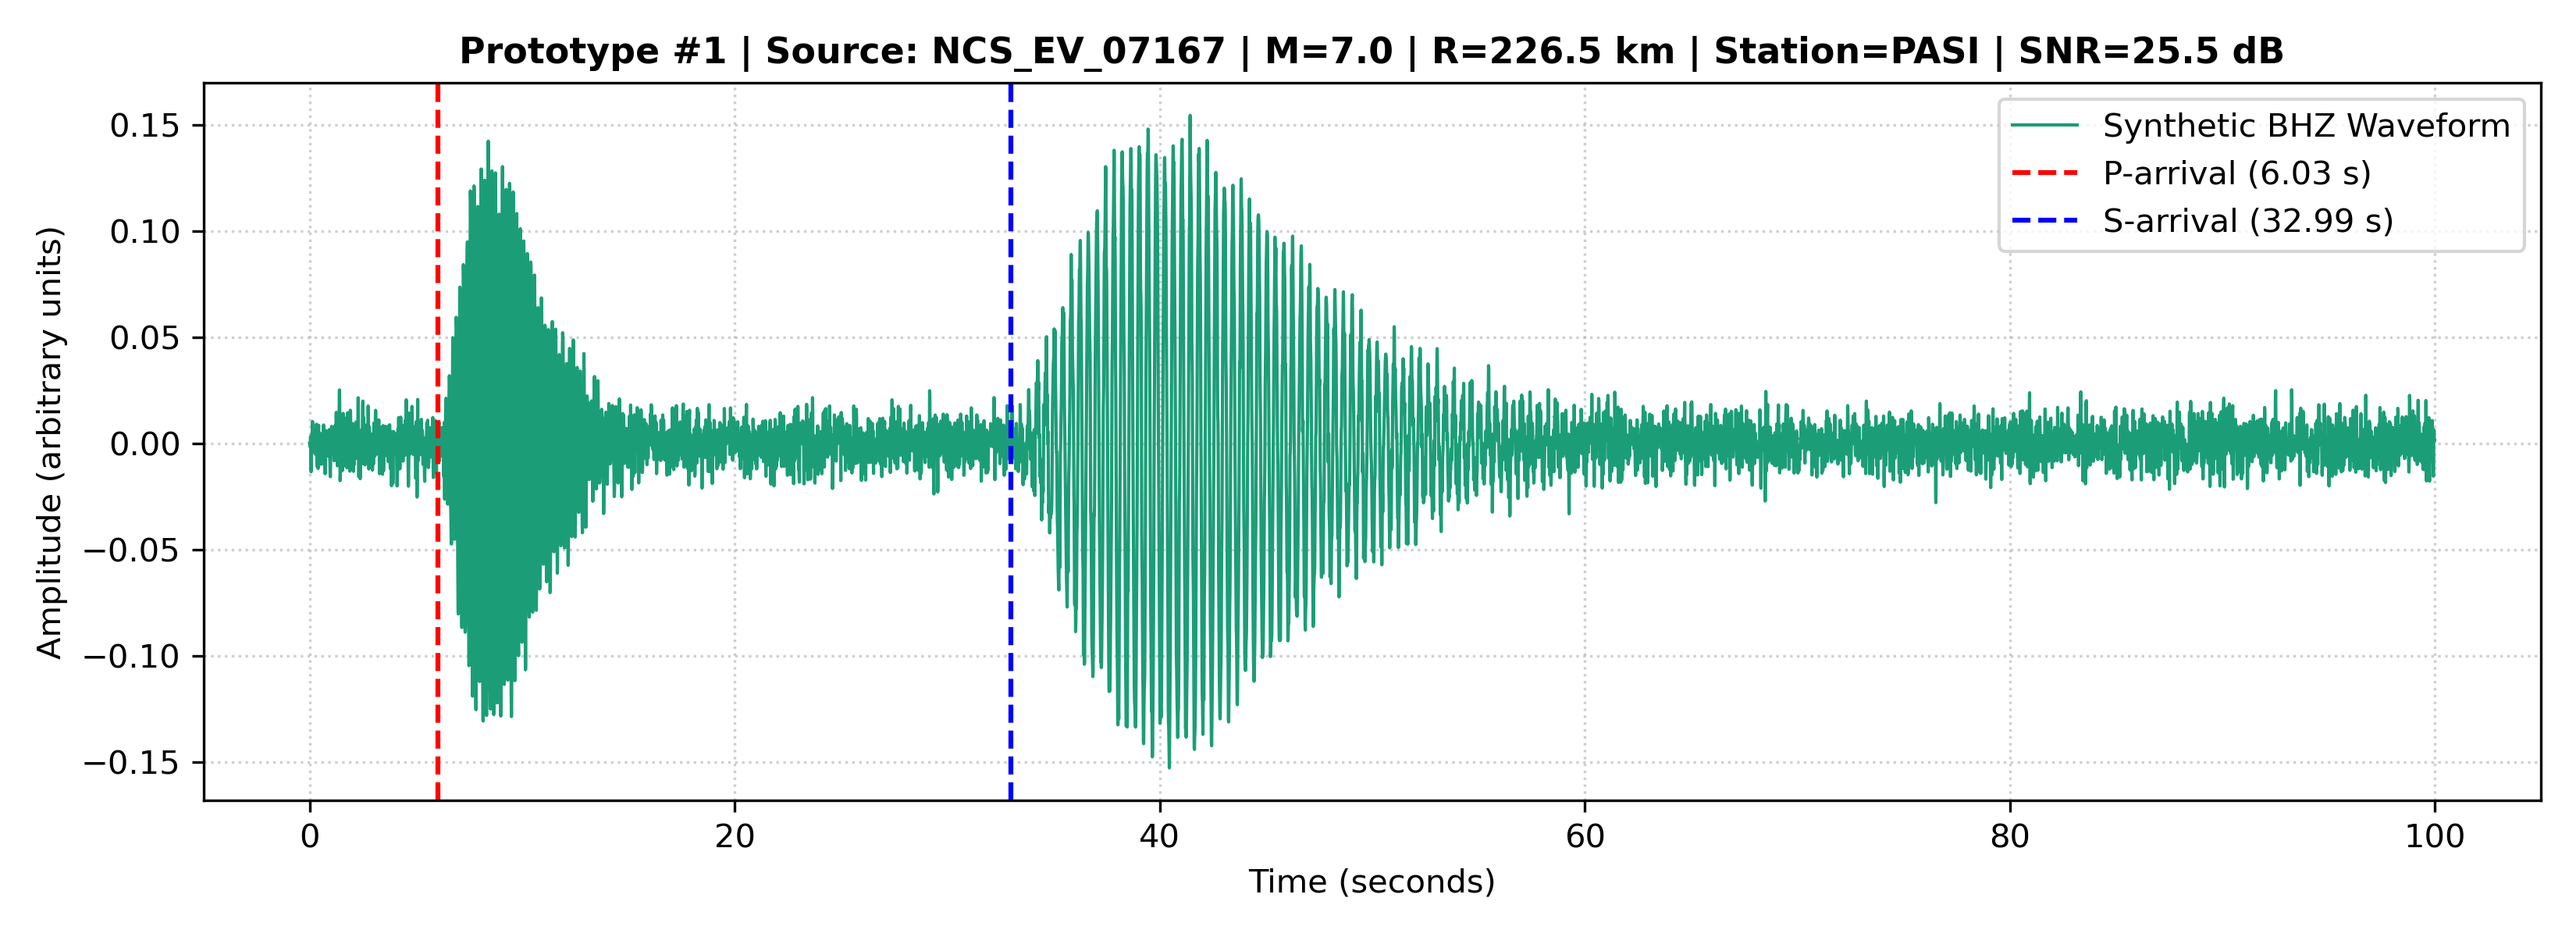 Prototype #1 | Source: NCS_EV_07167 | M=7.0 | R=226.5 km | Station=PASI | SNR=25.5 dB
Synthetic BHZ Waveform
P-arrival (6.03 s)
S-arrival (32.99 s)
Amplitude (arbitrary units)
0.15
0.10
0.05
0.00
−0.05
−0.10
−0.15
0 20 40 60 80 100
Time (seconds)